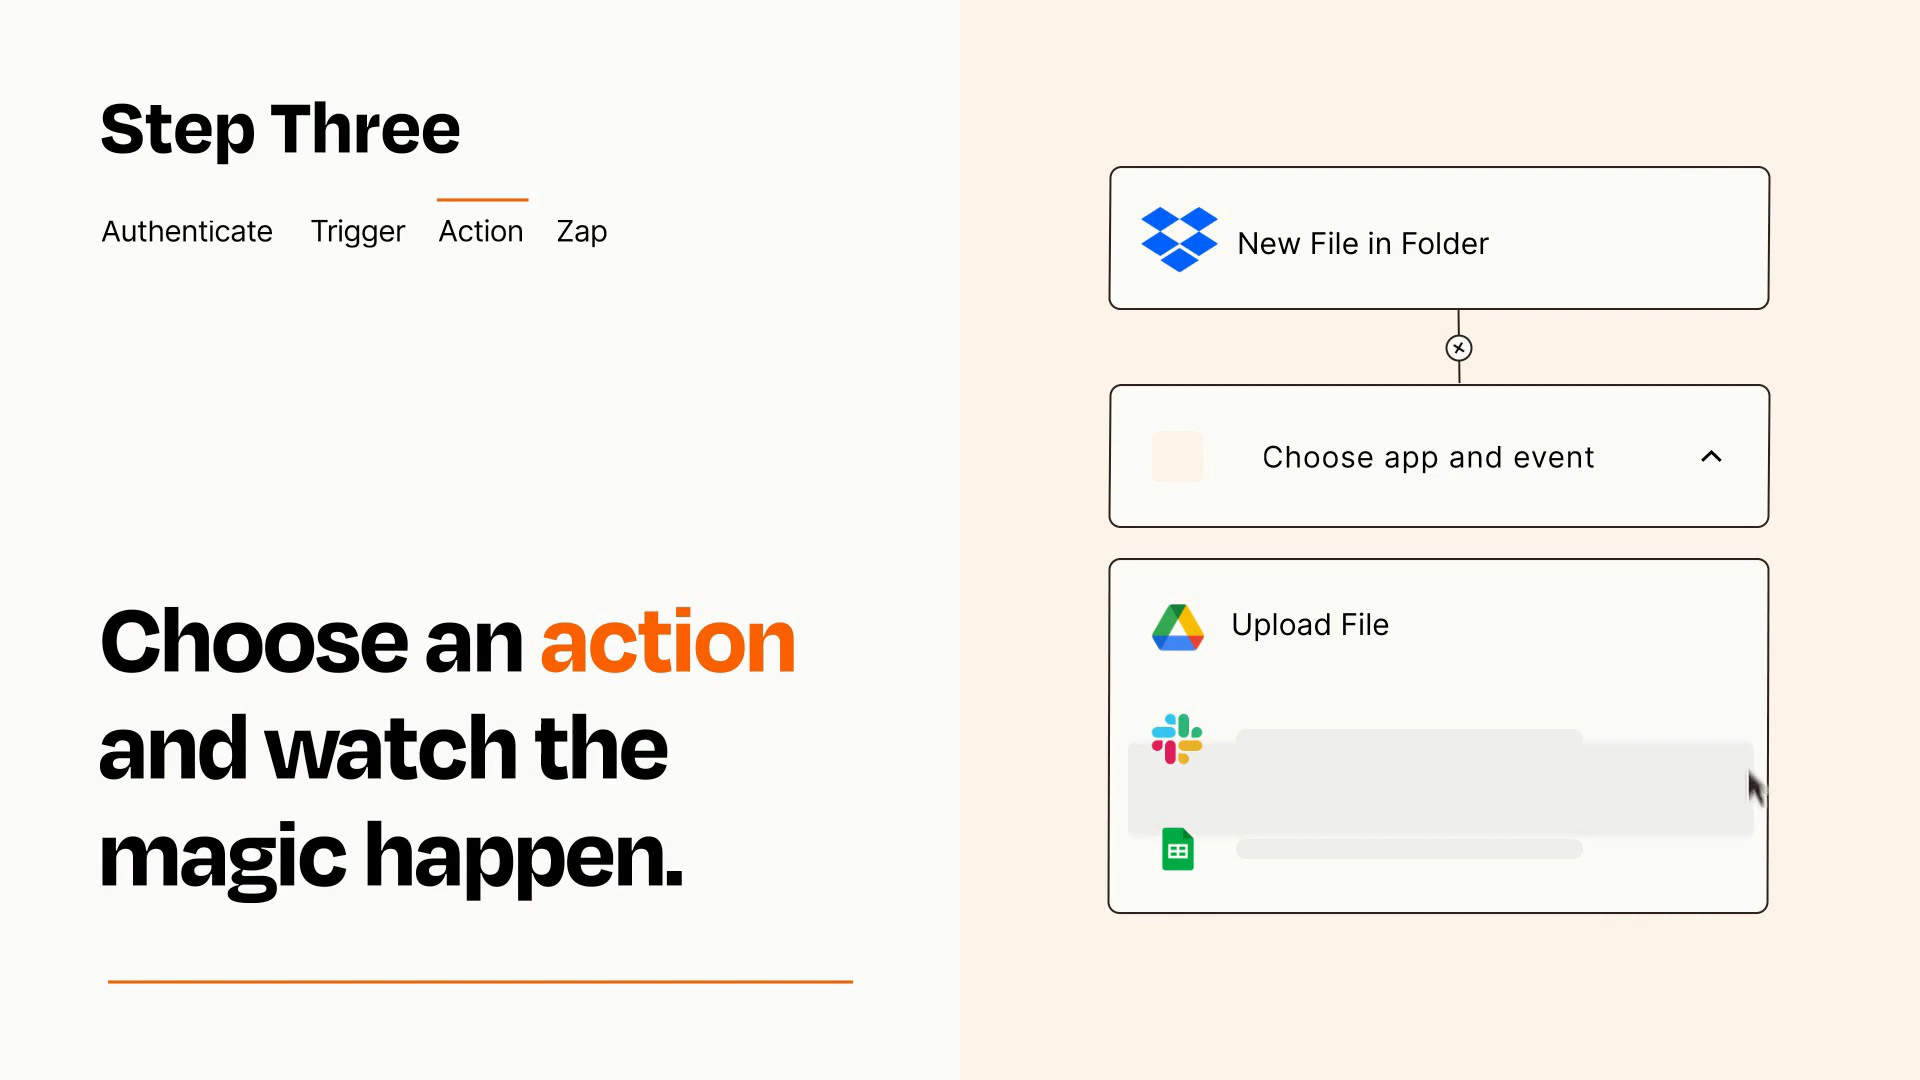 Step Three
Authenticate Trigger Action Zap
Choose an action
and watch the
magic happen.
New File in Folder
Choose app and event
Upload File